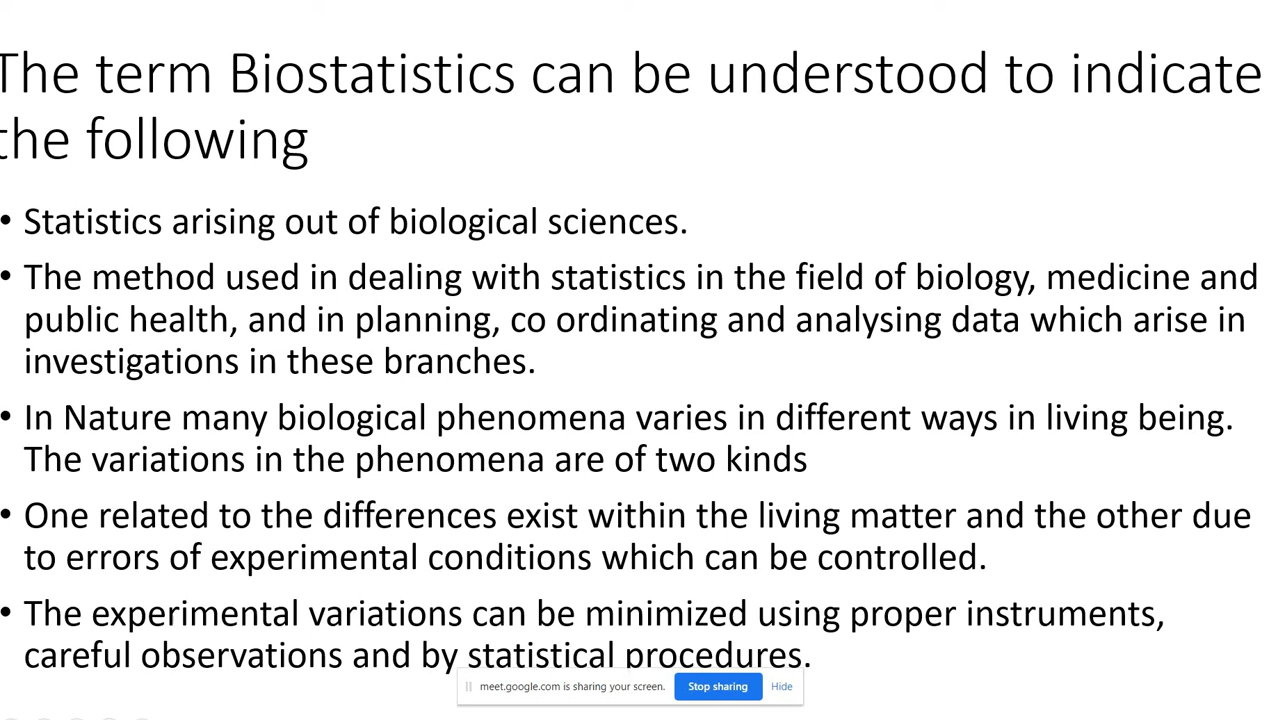 The term Biostatistics can be understood to indicate
the following
• Statistics arising out of biological sciences.
• The method used in dealing with statistics in the field of biology, medicine and
public health, and in planning, co ordinating and analysing data which arise in
investigations in these branches.
• In Nature many biological phenomena varies in different ways in living being.
The variations in the phenomena are of two kinds
• One related to the differences exist within the living matter and the other due
to errors of experimental conditions which can be controlled.
• The experimental variations can be minimized using proper instruments,
careful observations and by statistical procedures.
meet.google.com is sharing your screen. Stop sharing Hide